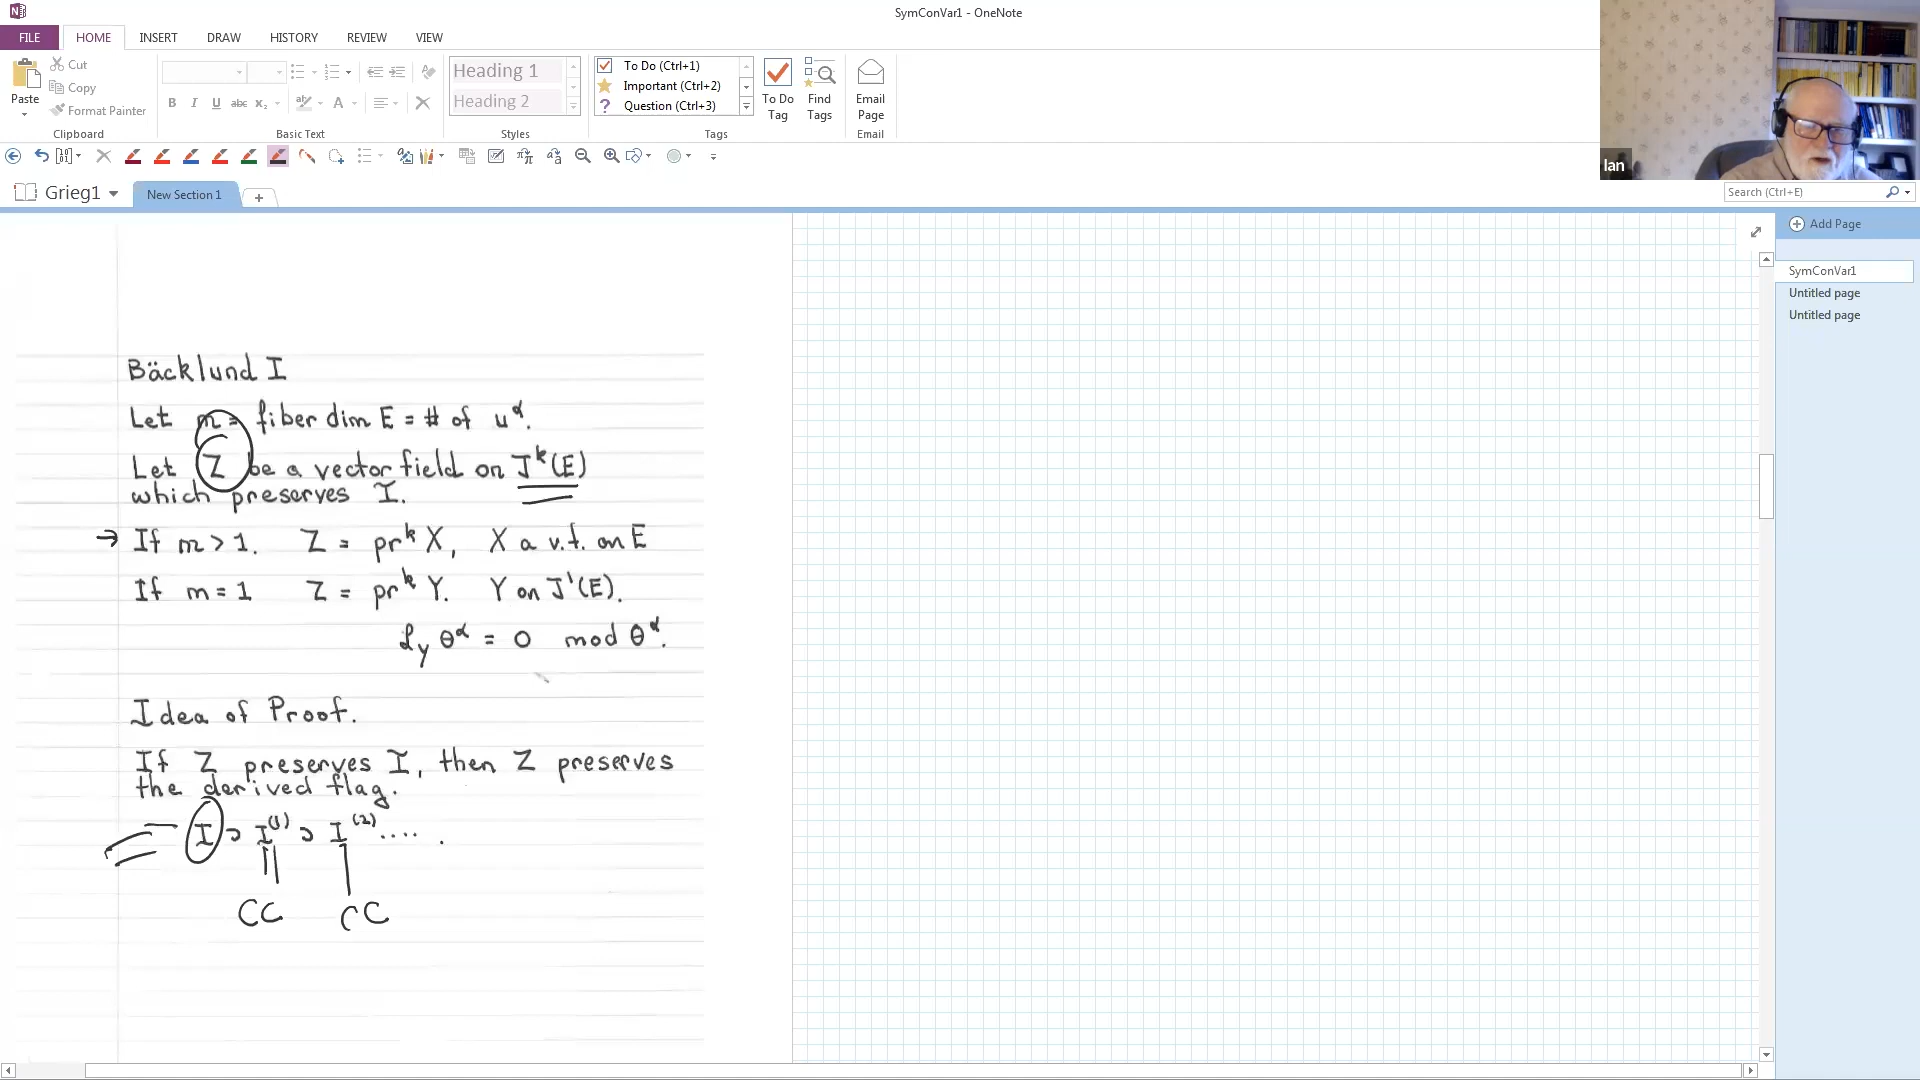 SymConVar1 - OneNote
FILE HOME INSERT DRAW HISTORY REVIEW VIEW
Paste
Cut
Copy
Format Painter
Clipboard
B I U abc x₂ A
Basic Text
Heading 1
Heading 2
Styles
To Do (Ctrl+1)
Important (Ctrl+2)
Question (Ctrl+3)
To Do Tag
Find Tags
Tags
Email Page
Email
Ian
Grieg1
New Section 1
Search (Ctrl+E)
Add Page
SymConVar1
Untitled page
Untitled page
Bäcklund I
Let m = fiber dim E = # of u^α.
Let Z be a vector field on J^k(E)
which preserves I.
→ If m > 1. Z = pr^k X, X a v.f. on E
If m = 1 Z = pr^k Y. Y on J'(E).
ℒ_Y θ^α = 0 mod θ^α.
Idea of Proof.
If Z preserves I, then Z preserves
the derived flag.
I ⊃ I^(1) ⊃ I^(2) .... .
CC CC